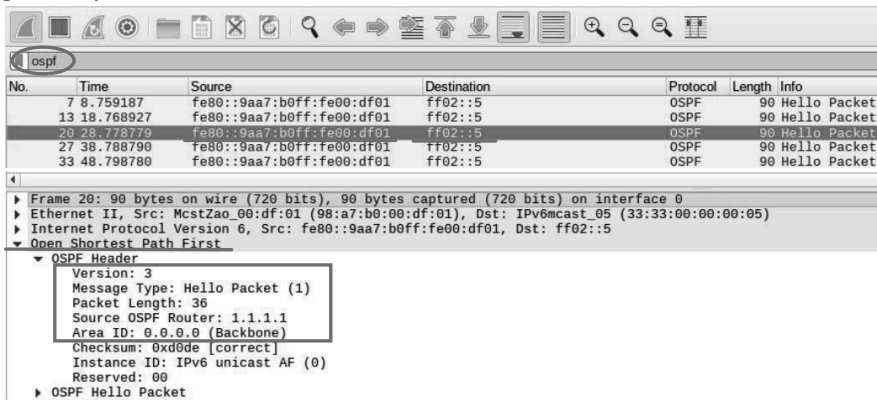 ospf
No. Time Source Destination Protocol Length Info
7 8.759187 fe80::9aa7:b0ff:fe00:df01 ff02::5 OSPF 90 Hello Packet
13 18.768927 fe80::9aa7:b0ff:fe00:df01 ff02::5 OSPF 90 Hello Packet
20 28.778779 fe80::9aa7:b0ff:fe00:df01 ff02::5 OSPF 90 Hello Packet
27 38.788790 fe80::9aa7:b0ff:fe00:df01 ff02::5 OSPF 90 Hello Packet
33 48.798780 fe80::9aa7:b0ff:fe00:df01 ff02::5 OSPF 90 Hello Packet
Frame 20: 90 bytes on wire (720 bits), 90 bytes captured (720 bits) on interface 0
Ethernet II, Src: McstZao_00:df:01 (98:a7:b0:00:df:01), Dst: IPv6mcast_05 (33:33:00:00:00:05)
Internet Protocol Version 6, Src: fe80::9aa7:b0ff:fe00:df01, Dst: ff02::5
Open Shortest Path First
OSPF Header
Version: 3
Message Type: Hello Packet (1)
Packet Length: 36
Source OSPF Router: 1.1.1.1
Area ID: 0.0.0.0 (Backbone)
Checksum: 0xd0de [correct]
Instance ID: IPv6 unicast AF (0)
Reserved: 00
OSPF Hello Packet